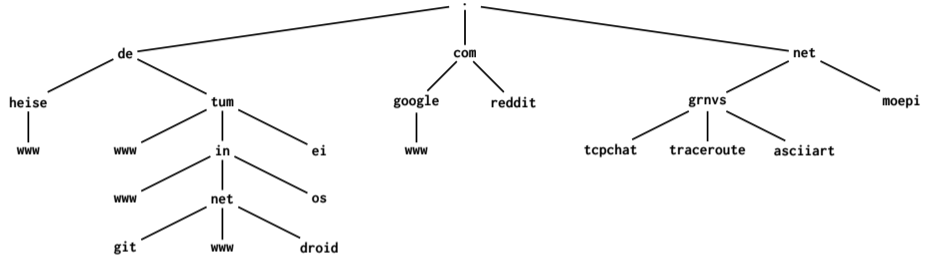 .
de com net
heise tum google reddit grnvs moepi
www www in ei www tcpchat traceroute asciiart
www net os
git www droid